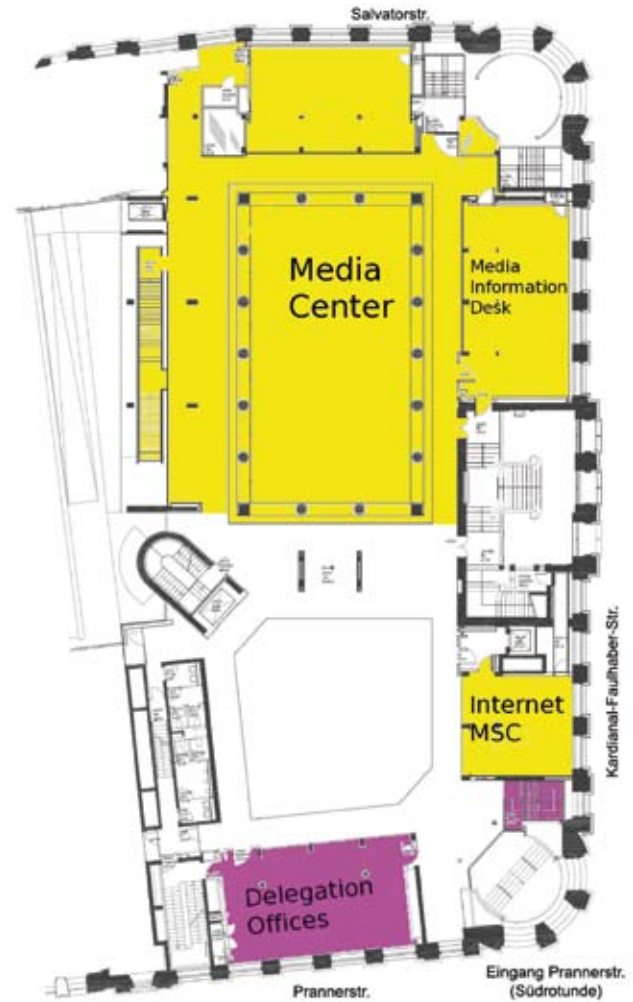 Salvatorstr.
Media
Center
Media
Information
Desk
Internet
MSC
Kardianal-Faulhaber-Str.
Delegation
Offices
Prannerstr.
Eingang Prannerstr.
(Südrotunde)